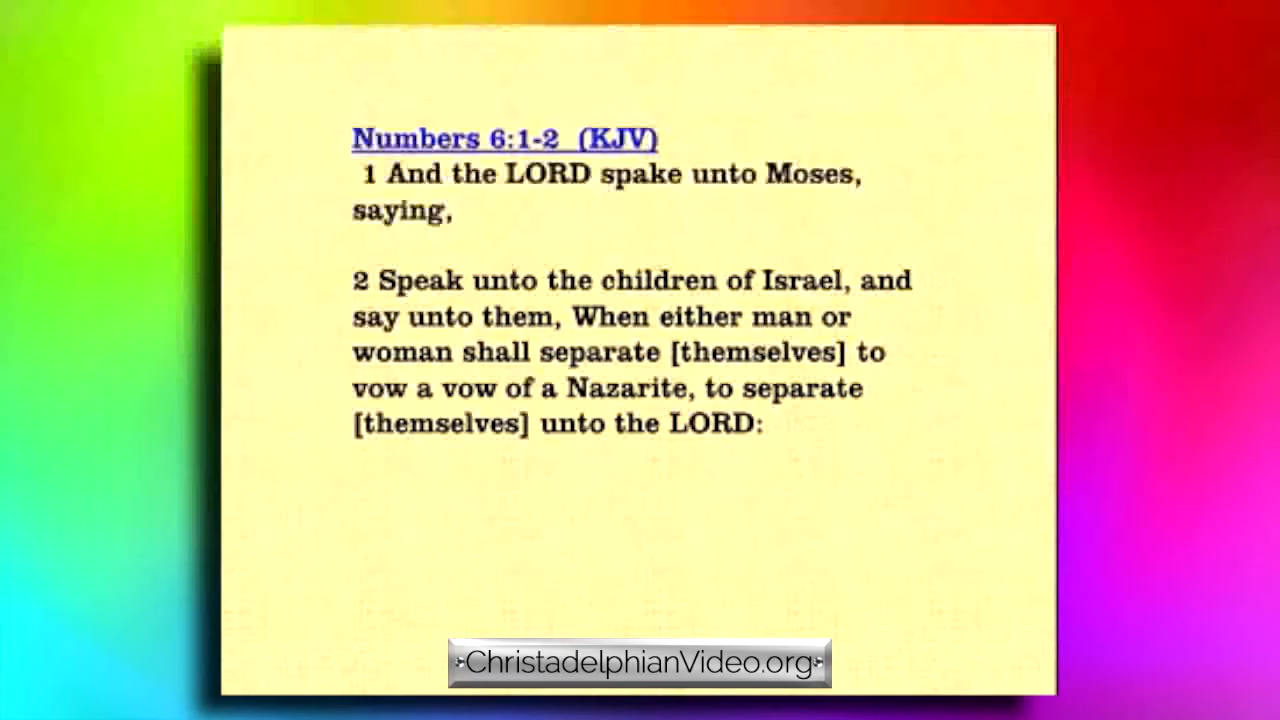 Numbers 6:1-2 (KJV)
1 And the LORD spake unto Moses,
saying,
2 Speak unto the children of Israel, and
say unto them, When either man or
woman shall separate [themselves] to
vow a vow of a Nazarite, to separate
[themselves] unto the LORD:
ChristadelphianVideo.org